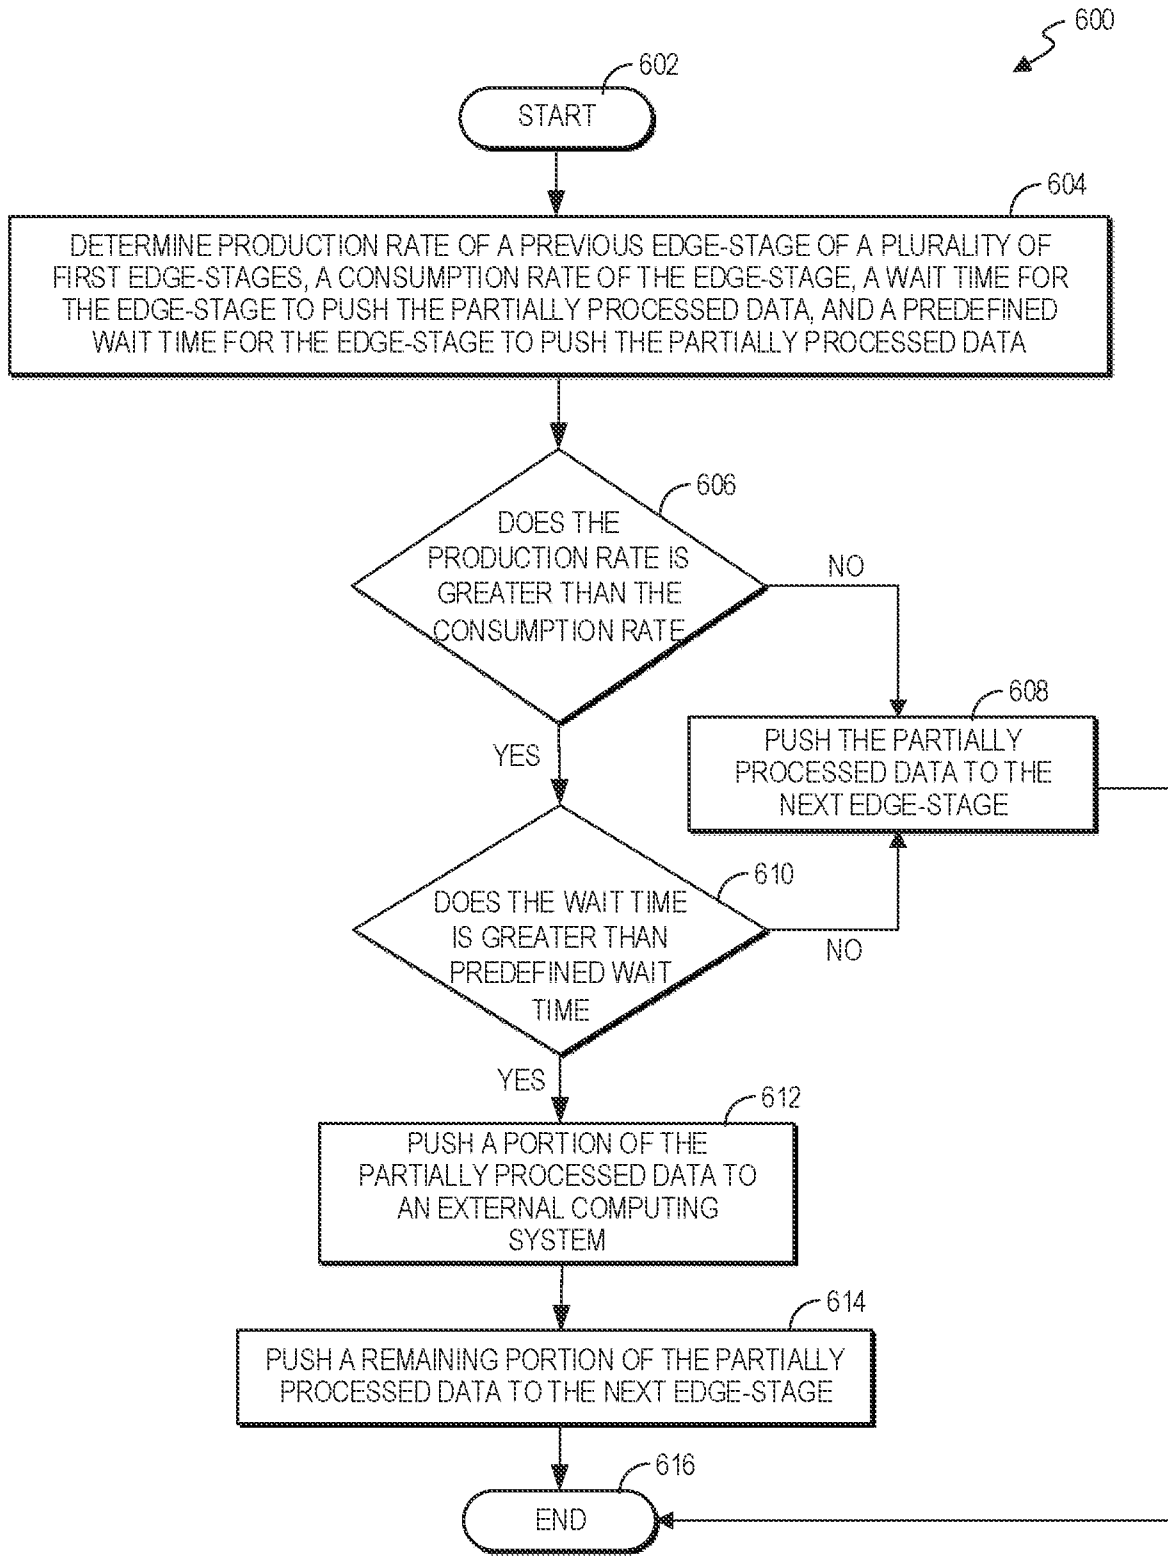 600
602
START
604
DETERMINE PRODUCTION RATE OF A PREVIOUS EDGE-STAGE OF A PLURALITY OF
FIRST EDGE-STAGES, A CONSUMPTION RATE OF THE EDGE-STAGE, A WAIT TIME FOR
THE EDGE-STAGE TO PUSH THE PARTIALLY PROCESSED DATA, AND A PREDEFINED
WAIT TIME FOR THE EDGE-STAGE TO PUSH THE PARTIALLY PROCESSED DATA
606
DOES THE
PRODUCTION RATE IS
GREATER THAN THE
CONSUMPTION RATE
NO
608
PUSH THE PARTIALLY
PROCESSED DATA TO THE
NEXT EDGE-STAGE
YES
610
DOES THE WAIT TIME
IS GREATER THAN
PREDEFINED WAIT
TIME
NO
YES
612
PUSH A PORTION OF THE
PARTIALLY PROCESSED DATA TO
AN EXTERNAL COMPUTING
SYSTEM
614
PUSH A REMAINING PORTION OF THE PARTIALLY
PROCESSED DATA TO THE NEXT EDGE-STAGE
616
END